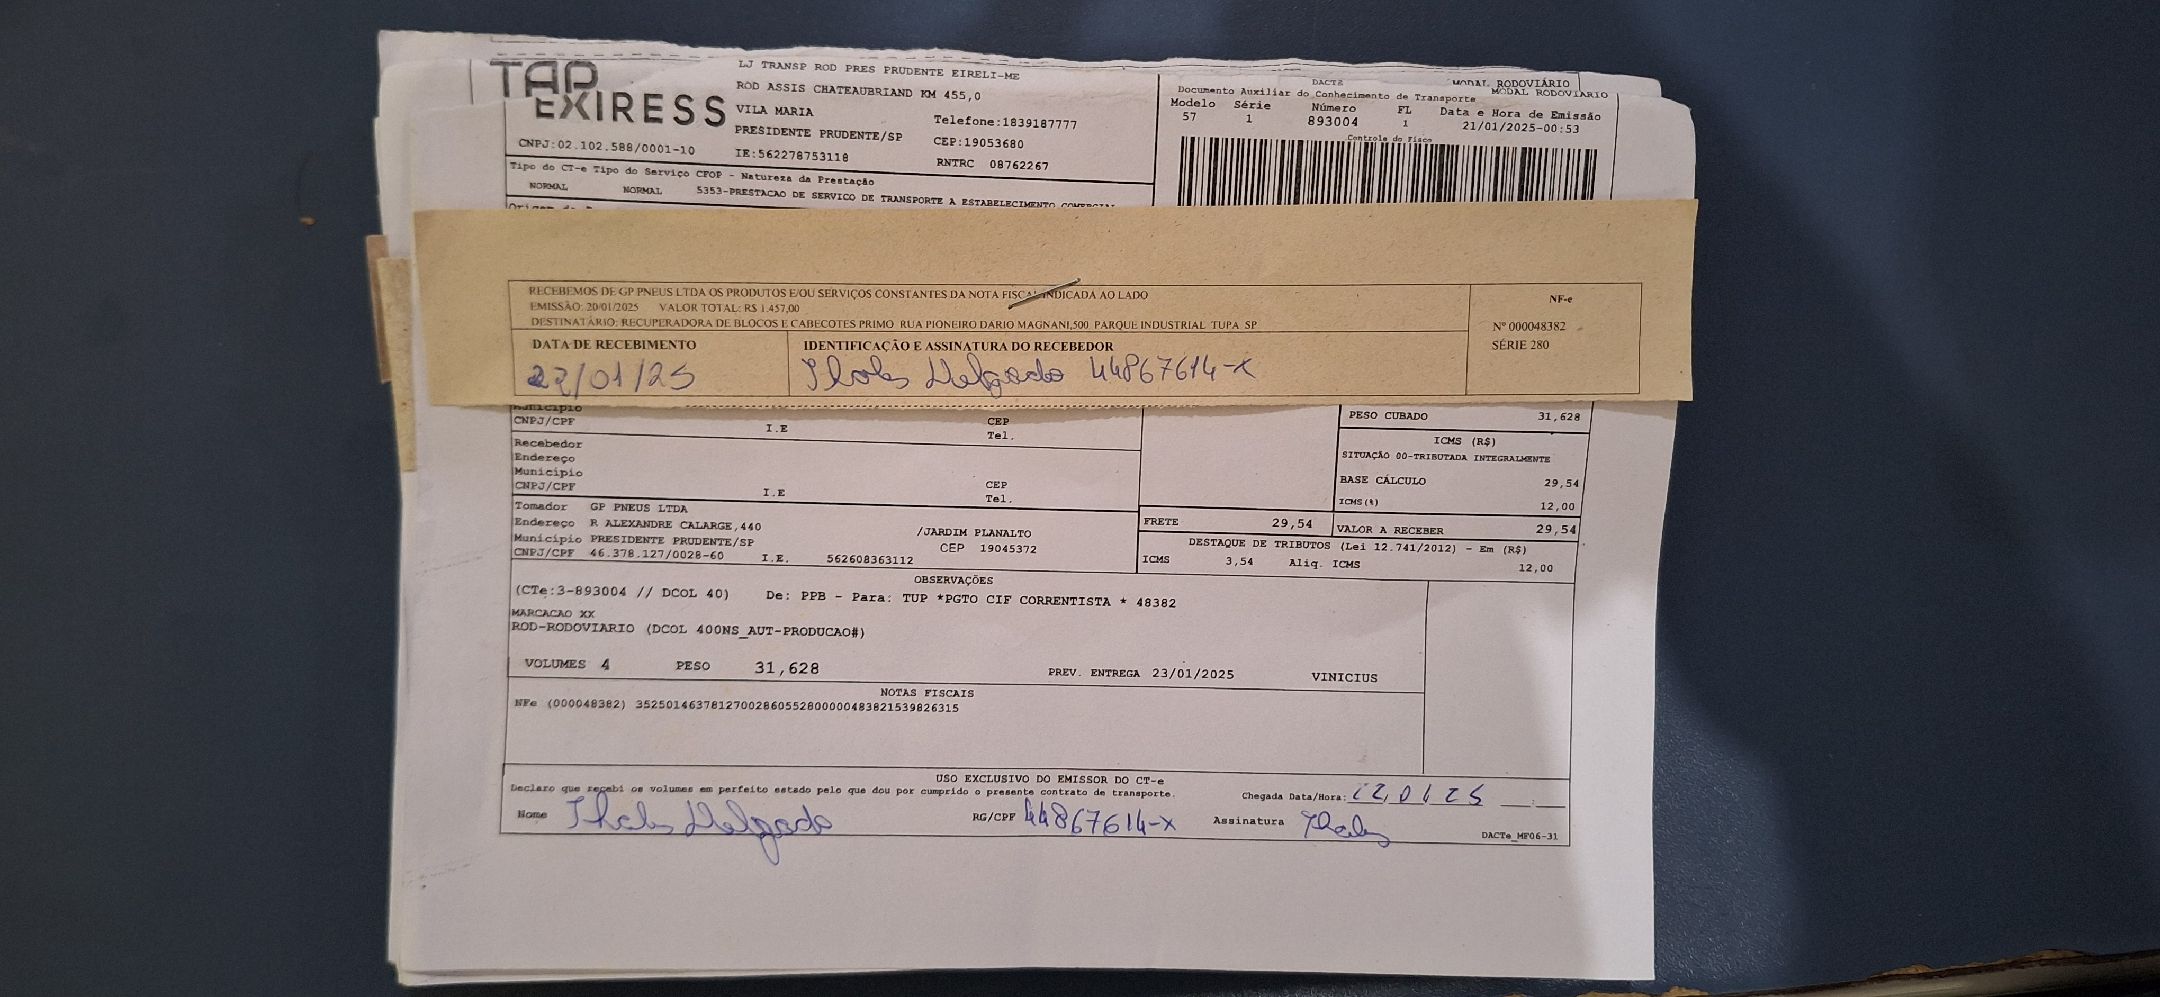 TAP
EXIRESS
LJ TRANSP ROD PRES PRUDENTE EIRELI-ME
ROD ASSIS CHATEAUBRIAND KM 455,0
VILA MARIA
Telefone:1839187777
PRESIDENTE PRUDENTE/SP
CEP:19053680
CNPJ:02.102.588/0001-10
IE:562278753118
RNTRC 08762267
MODAL RODOVIÁRIO
MODAL RODOVIARIO
DACTE
Documento Auxiliar do Conhecimento de Transporte
Modelo Série Número FL Data e Hora de Emissão
57 1 893004 1 21/01/2025-00:53
Controle do Fisco
Tipo do CT-e Tipo do Serviço CFOP - Natureza da Prestação
NORMAL NORMAL 5353-PRESTACAO DE SERVICO DE TRANSPORTE A ESTABELECIMENTO COMERCIAL
RECEBEMOS DE GP PNEUS LTDA OS PRODUTOS E/OU SERVIÇOS CONSTANTES DA NOTA FISCAL INDICADA AO LADO
EMISSÃO: 20/01/2025 VALOR TOTAL: R$ 1.457,00
DESTINATÁRIO: RECUPERADORA DE BLOCOS E CABECOTES PRIMO RUA PIONEIRO DARIO MAGNANI,500 PARQUE INDUSTRIAL TUPA SP
NF-e
Nº 000048382
SÉRIE 280
DATA DE RECEBIMENTO
22/01/25
IDENTIFICAÇÃO E ASSINATURA DO RECEBEDOR
Thales Delgado 44867614-X
Município
CNPJ/CPF I.E CEP
Tel.
Recebedor
Endereço
Município
CNPJ/CPF I.E CEP
Tel.
PESO CUBADO 31,628
ICMS (R$)
SITUAÇÃO 00-TRIBUTADA INTEGRALMENTE
BASE CÁLCULO 29,54
ICMS(%) 12,00
Tomador GP PNEUS LTDA
Endereço R ALEXANDRE CALARGE,440 /JARDIM PLANALTO
Município PRESIDENTE PRUDENTE/SP CEP 19045372
CNPJ/CPF 46.378.127/0028-60 I.E. 562608363112
FRETE 29,54 VALOR A RECEBER 29,54
DESTAQUE DE TRIBUTOS (Lei 12.741/2012) - Em (R$)
ICMS 3,54 Aliq. ICMS 12,00
OBSERVAÇÕES
(CTe:3-893004 // DCOL 40) De: PPB - Para: TUP *PGTO CIF CORRENTISTA * 48382
MARCACAO XX
ROD-RODOVIARIO (DCOL 400NS_AUT-PRODUCAO#)
VOLUMES 4 PESO 31,628 PREV. ENTREGA 23/01/2025 VINICIUS
NOTAS FISCAIS
NFe (000048382) 35250146378127002860552800000483821539826315
USO EXCLUSIVO DO EMISSOR DO CT-e
Declaro que recebi os volumes em perfeito estado pelo que dou por cumprido o presente contrato de transporte.
Chegada Data/Hora: 22/01/25
Nome Thales Delgado RG/CPF 44867614-X Assinatura Thales
DACTe_MF06-31